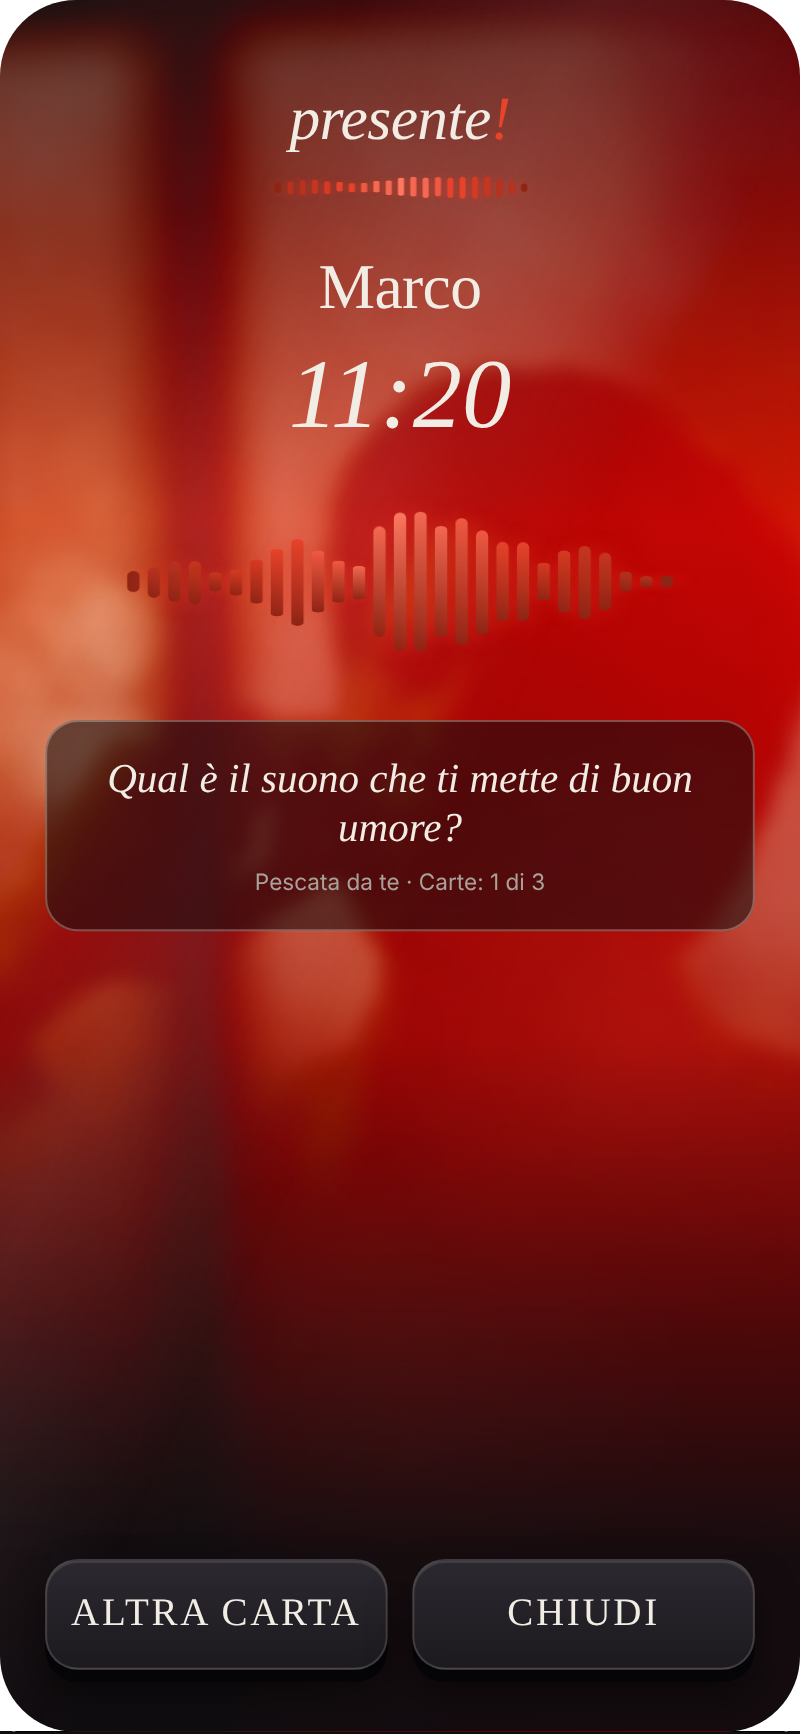 presente!
Marco
11:20
Qual è il suono che ti mette di buon
umore?
Pescata da te · Carte: 1 di 3
ALTRA CARTA
CHIUDI